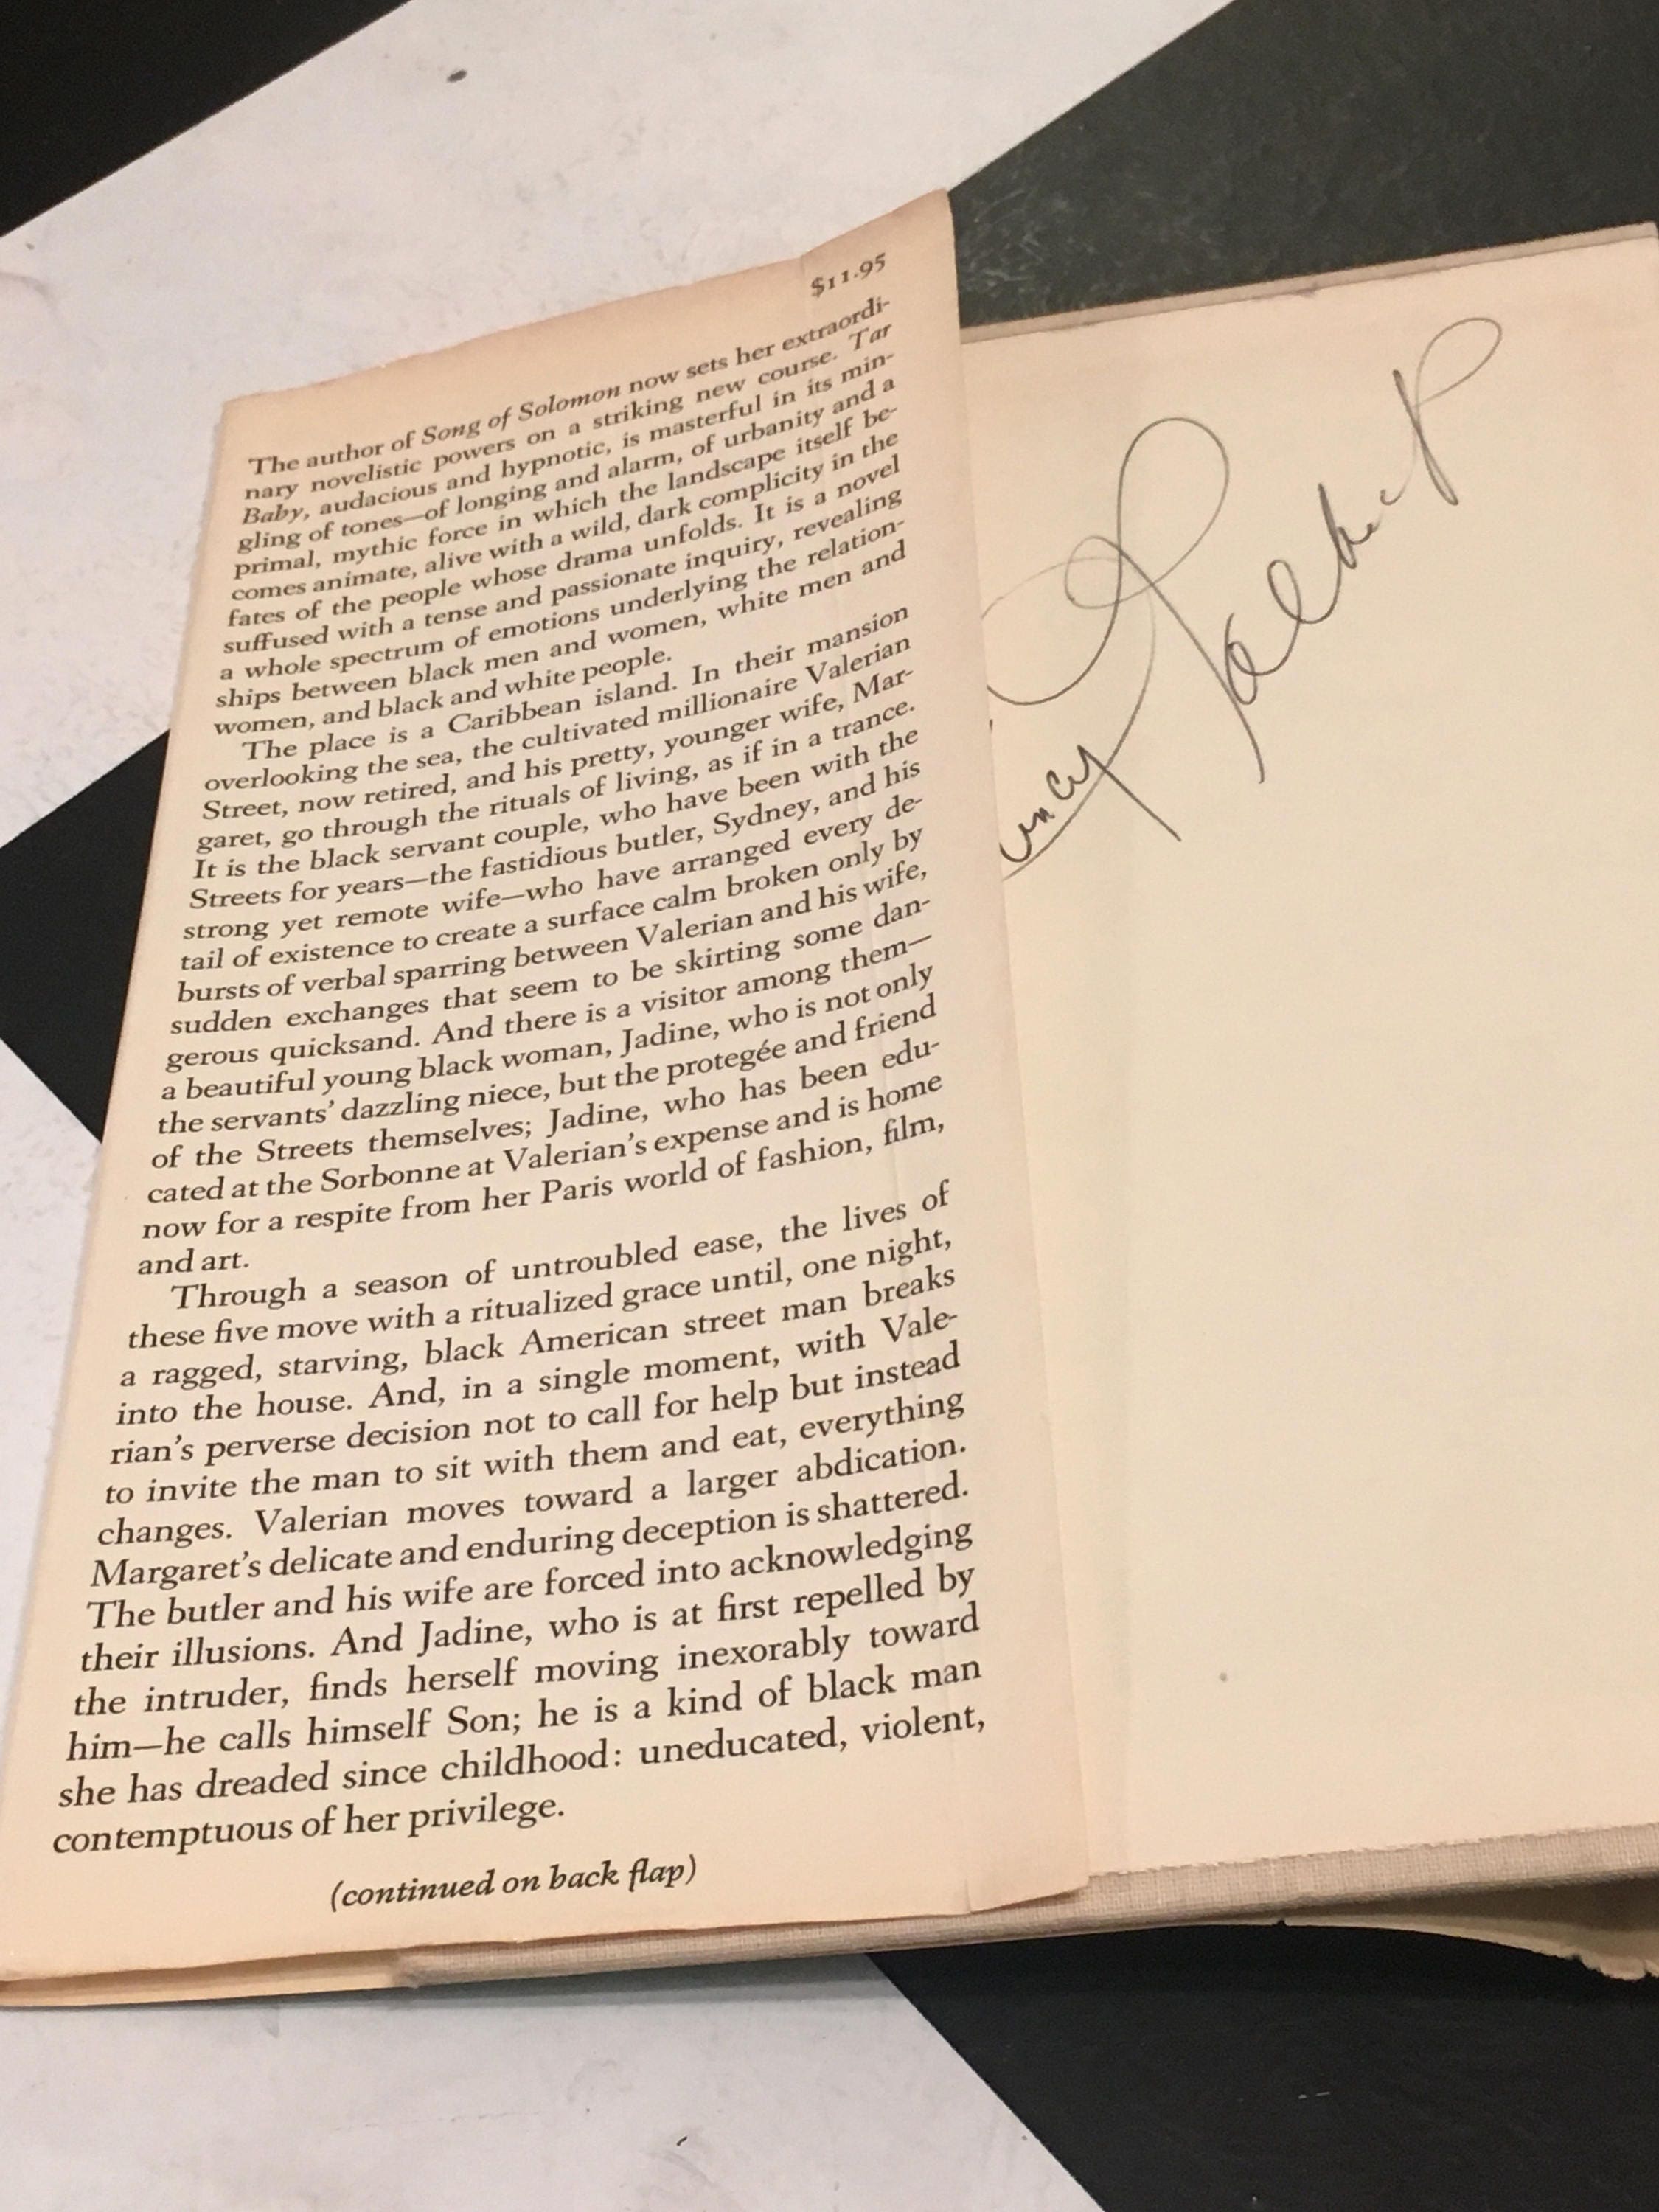 $11.95
The author of Song of Solomon now sets her extraordi-
nary novelistic powers on a striking new course. Tar
Baby, audacious and hypnotic, is masterful in its min-
gling of tones—of longing and alarm, of urbanity and a
primal, mythic force in which the landscape itself be-
comes animate, alive with a wild, dark complicity in the
fates of the people whose drama unfolds. It is a novel
suffused with a tense and passionate inquiry, revealing
a whole spectrum of emotions underlying the relation-
ships between black men and women, white men and
women, and black and white people.
The place is a Caribbean island. In their mansion
overlooking the sea, the cultivated millionaire Valerian
Street, now retired, and his pretty, younger wife, Mar-
garet, go through the rituals of living, as if in a trance.
It is the black servant couple, who have been with the
Streets for years—the fastidious butler, Sydney, and his
strong yet remote wife—who have arranged every de-
tail of existence to create a surface calm broken only by
bursts of verbal sparring between Valerian and his wife,
sudden exchanges that seem to be skirting some dan-
gerous quicksand. And there is a visitor among them—
a beautiful young black woman, Jadine, who is not only
the servants' dazzling niece, but the protegée and friend
of the Streets themselves; Jadine, who has been edu-
cated at the Sorbonne at Valerian's expense and is home
now for a respite from her Paris world of fashion, film,
and art.
Through a season of untroubled ease, the lives of
these five move with a ritualized grace until, one night,
a ragged, starving, black American street man breaks
into the house. And, in a single moment, with Vale-
rian's perverse decision not to call for help but instead
to invite the man to sit with them and eat, everything
changes. Valerian moves toward a larger abdication.
Margaret's delicate and enduring deception is shattered.
The butler and his wife are forced into acknowledging
their illusions. And Jadine, who is at first repelled by
the intruder, finds herself moving inexorably toward
him—he calls himself Son; he is a kind of black man
she has dreaded since childhood: uneducated, violent,
contemptuous of her privilege.
(continued on back flap)